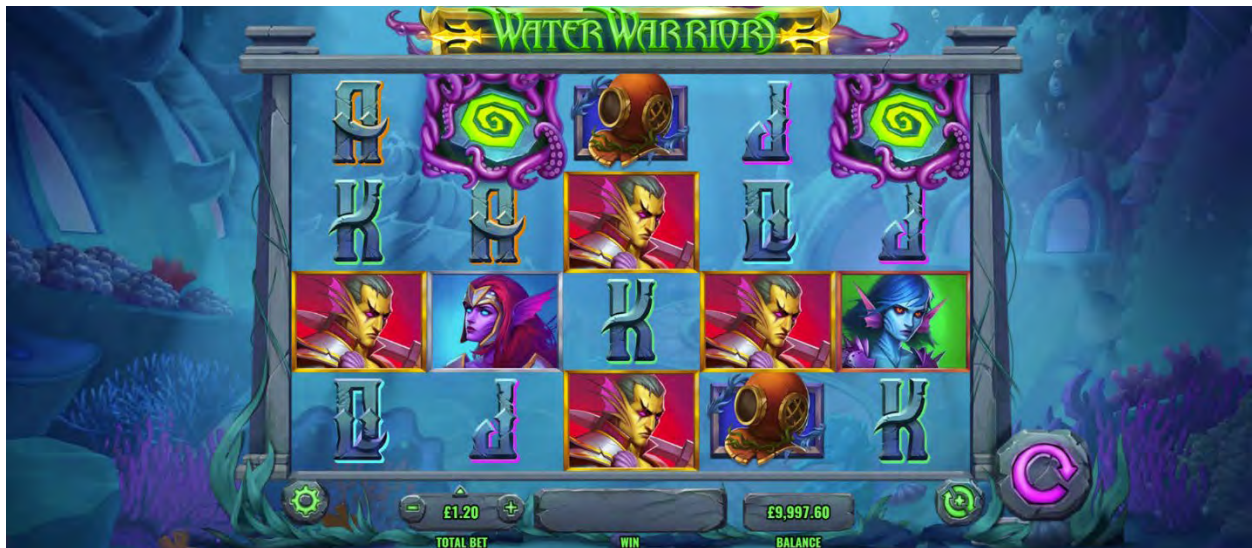 WATER WARRIORS
A J
K A Q J
K
Q J K
£1.20 £9,997.60
TOTAL BET WIN BALANCE